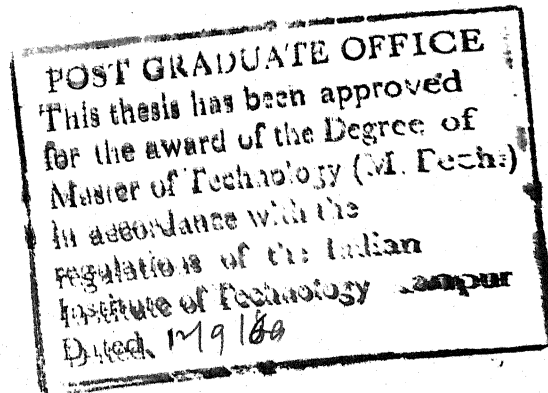 POST GRADUATE OFFICE
This thesis has been approved
for the award of the Degree of
Master of Technology (M. Tech.)
in accordance with the
regulations of the Indian
Institute of Technology Kanpur
Dated.